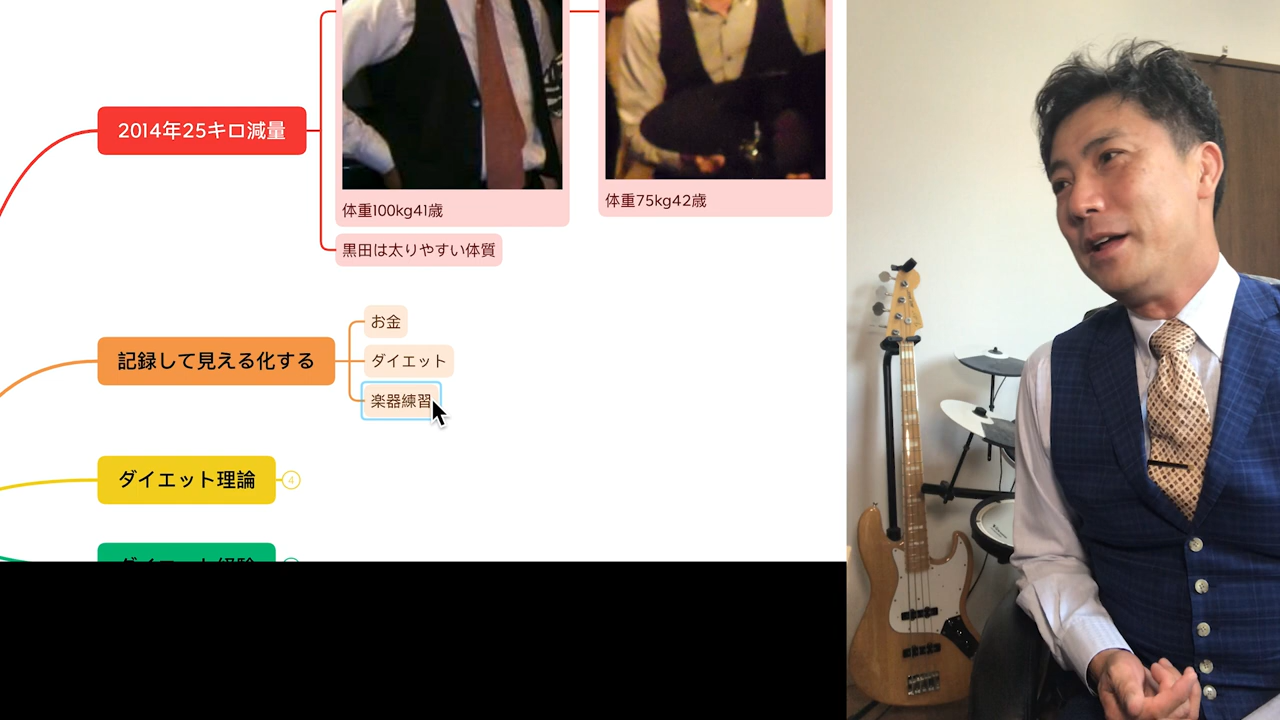 2014年25キロ減量
体重100kg41歳
体重75kg42歳
黒田は太りやすい体質
記録して見える化する
お金
ダイエット
楽器練習
ダイエット理論
4